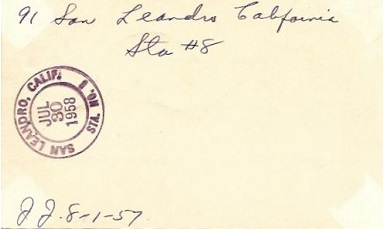 91 San Leandro California
Sta #8
SAN LEANDRO, CALIF. STA. NO. 8
JUL
30
1958
J J. 8-1-57